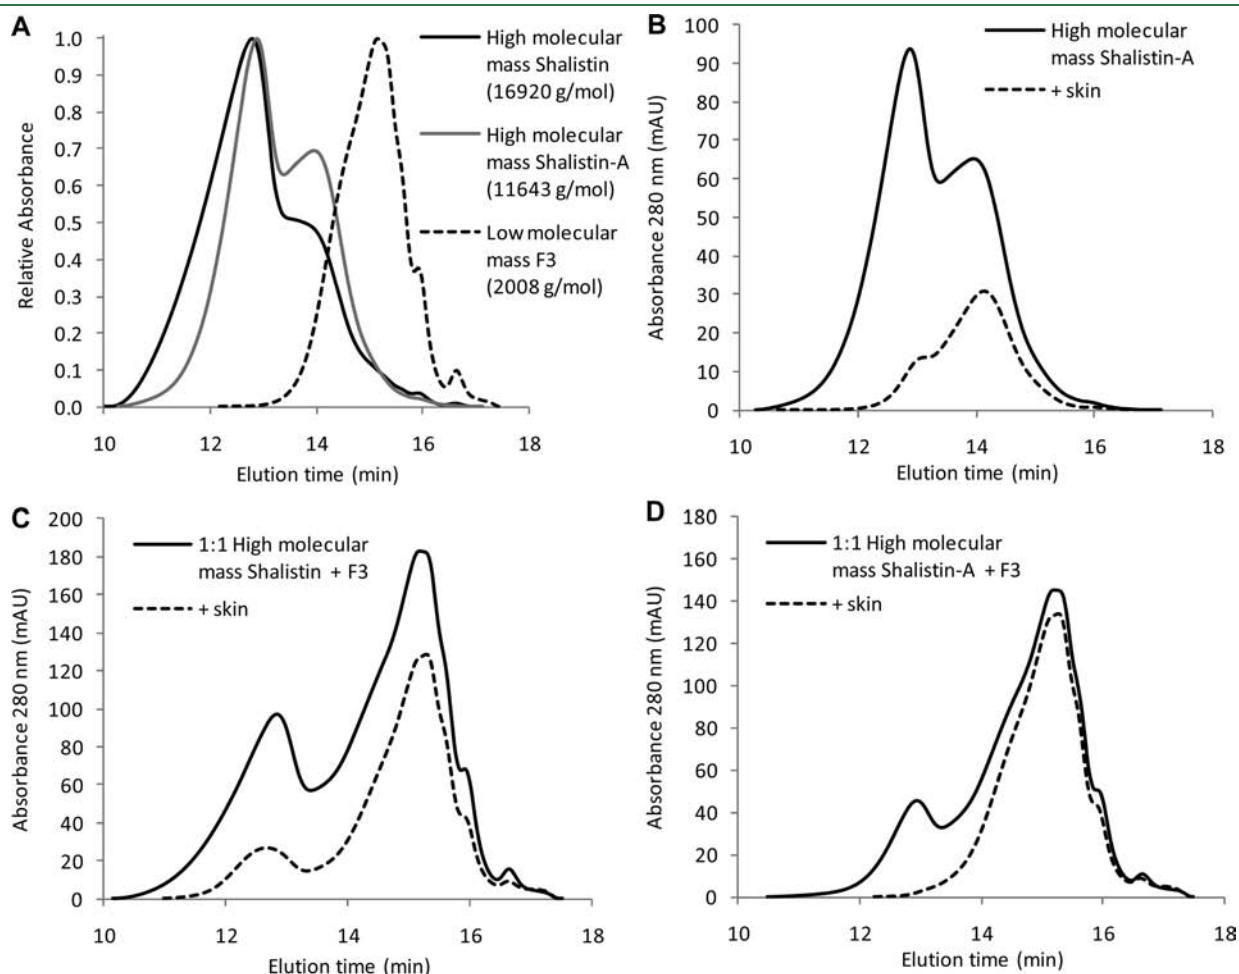 A
1.0
0.9
0.8
0.7
0.6
0.5
0.4
0.3
0.2
0.1
0.0
Relative Absorbance
High molecular
mass Shalistin
(16920 g/mol)
High molecular
mass Shalistin-A
(11643 g/mol)
Low molecular
mass F3
(2008 g/mol)
10 12 14 16 18
Elution time (min)
B
100
90
80
70
60
50
40
30
20
10
0
Absorbance 280 nm (mAU)
High molecular
mass Shalistin-A
+ skin
10 12 14 16 18
Elution time (min)
C
200
180
160
140
120
100
80
60
40
20
0
Absorbance 280 nm (mAU)
1:1 High molecular
mass Shalistin + F3
+ skin
10 12 14 16 18
Elution time (min)
D
180
160
140
120
100
80
60
40
20
0
Absorbance 280 nm (mAU)
1:1 High molecular
mass Shalistin-A + F3
+ skin
10 12 14 16 18
Elution time (min)